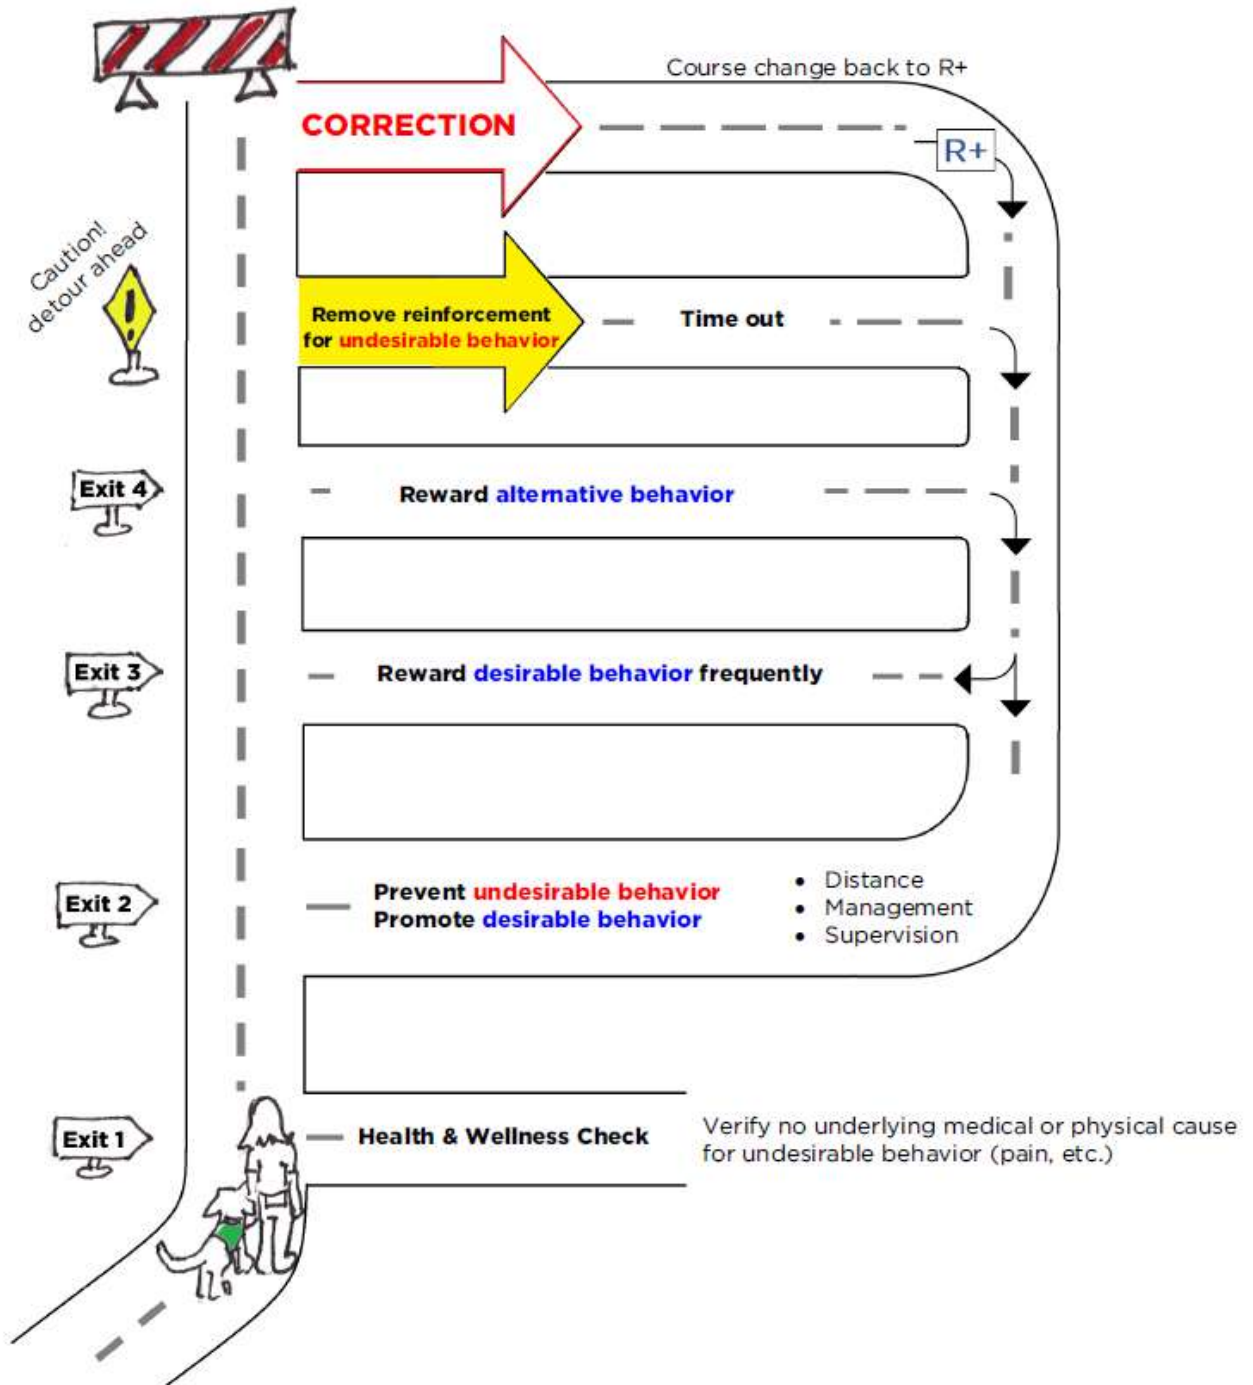 Course change back to R+
CORRECTION
R+
Caution!
detour ahead
Remove reinforcement
for undesirable behavior
Time out
Exit 4
Reward alternative behavior
Exit 3
Reward desirable behavior frequently
Exit 2
Prevent undesirable behavior
Promote desirable behavior
• Distance
• Management
• Supervision
Exit 1
Health & Wellness Check
Verify no underlying medical or physical cause
for undesirable behavior (pain, etc.)